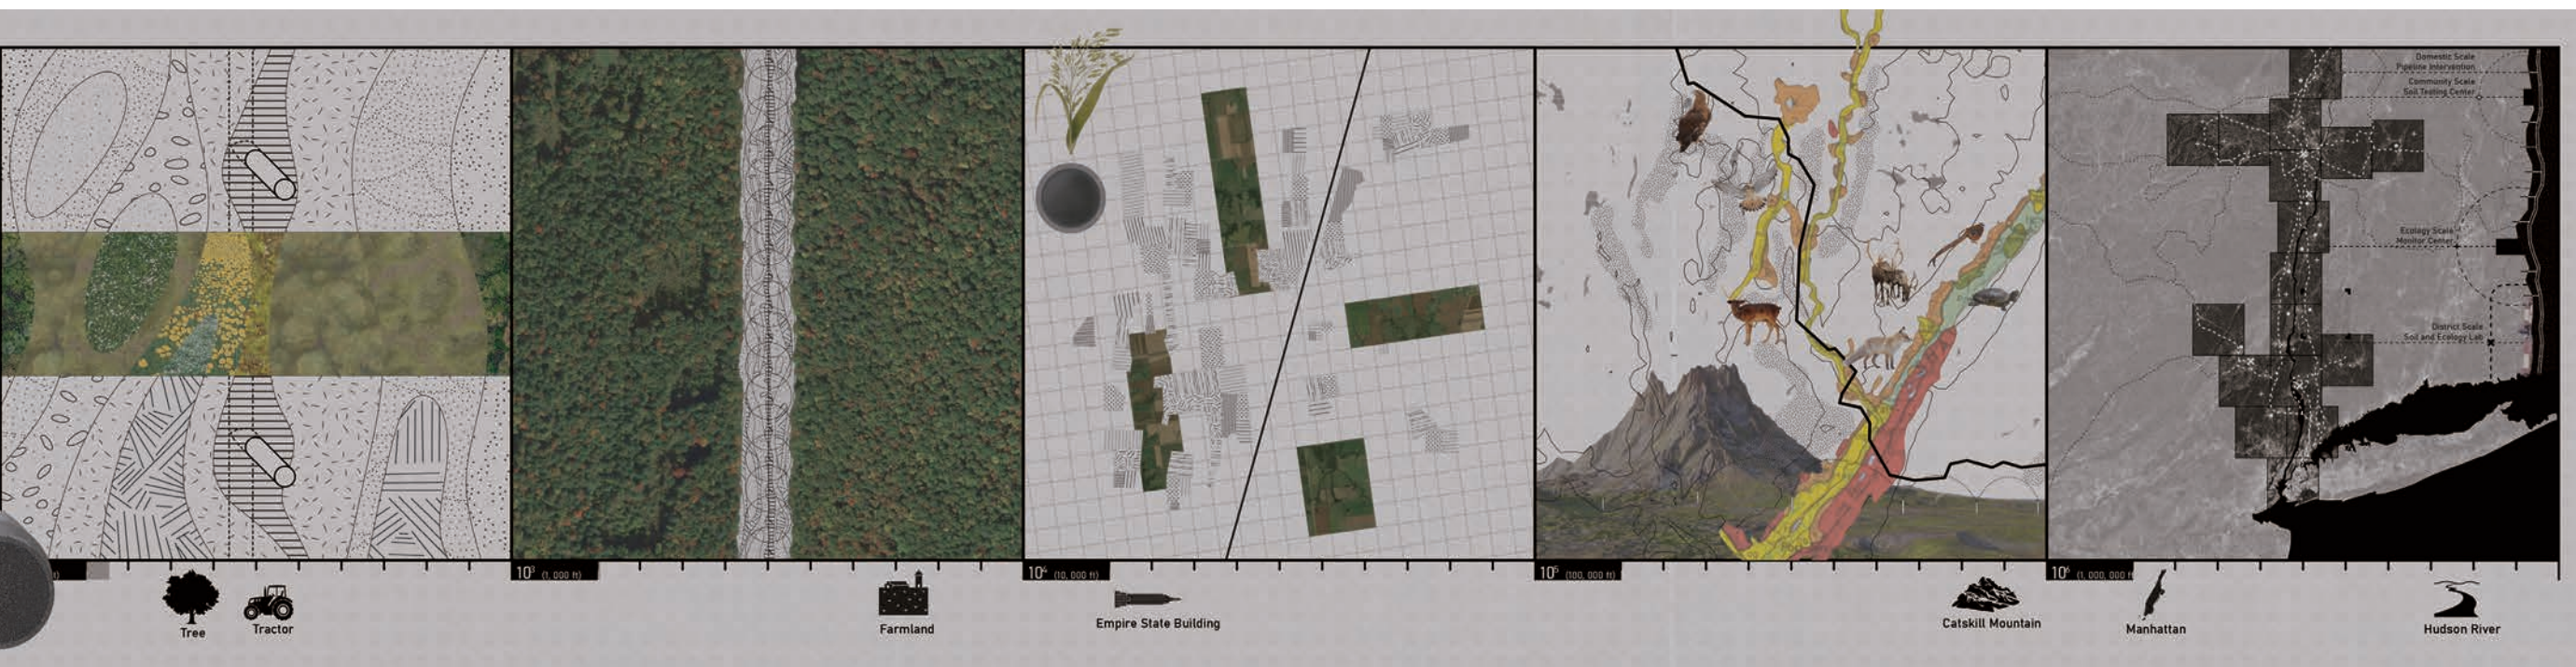 Domestic Scale
Pipeline Intervention
Community Scale
Soil Testing Center
Ecology Scale
Monitor Center
District Scale
Soil and Ecology Lab
10³ (1, 000 ft)
10⁴ (10, 000 ft)
10⁵ (100, 000 ft)
10⁶ (1, 000, 000 ft
Tree
Tractor
Farmland
Empire State Building
Catskill Mountain
Manhattan
Hudson River